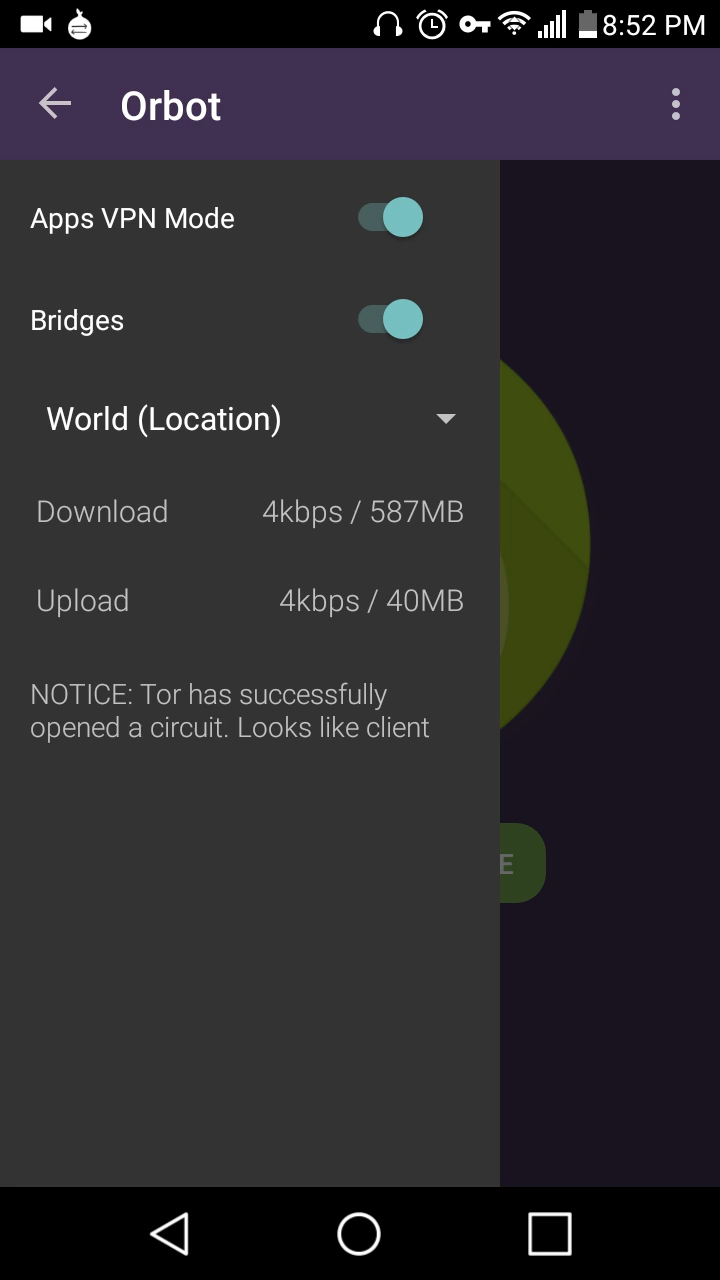 8:52 PM
Orbot
Apps VPN Mode
Bridges
World (Location)
Download 4kbps / 587MB
Upload 4kbps / 40MB
NOTICE: Tor has successfully
opened a circuit. Looks like client
E